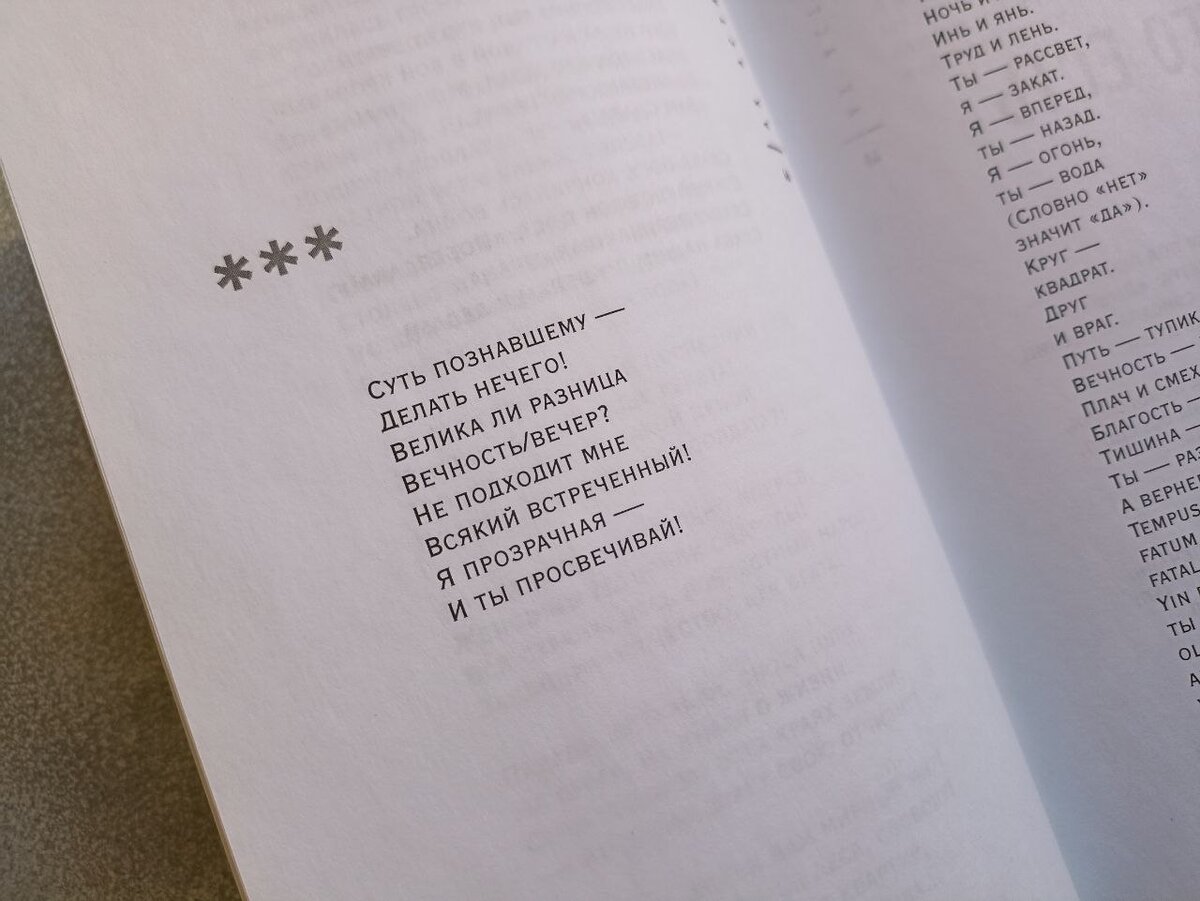 ***
Суть познавшему —
Делать нечего!
Велика ли разница
Вечность/вечер?
Не подходит мне
Всякий встреченный!
Я прозрачная —
И ты просвечивай!
Ночь и
Инь и янь.
Труд и лень.
Ты — рассвет,
я — закат.
Я — вперед,
ты — назад.
Я — огонь,
ты — вода
(Словно «нет»
значит «да»).
Круг —
квадрат.
Друг
и враг.
Путь — тупик
Вечность —
Плач и смех
Благость —
Тишина —
Ты —
А
Tempus
fatum
Yin
ты